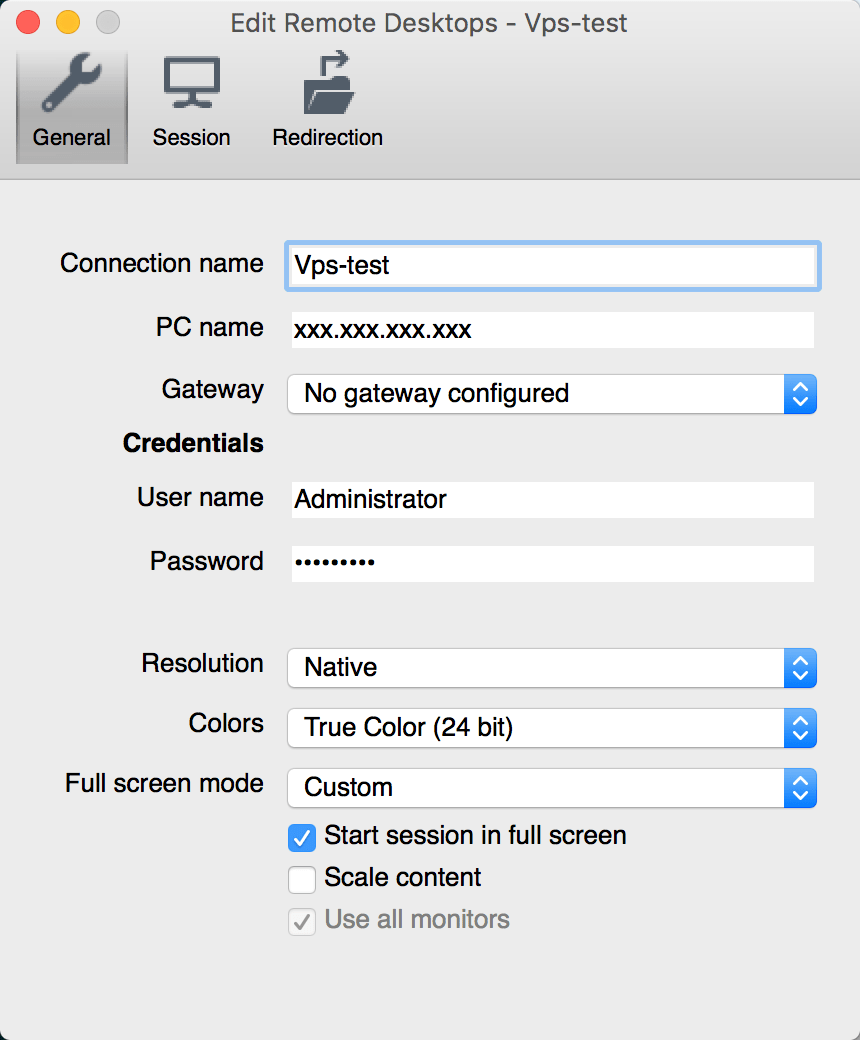 Edit Remote Desktops - Vps-test
General Session Redirection
Connection name Vps-test
PC name xxx.xxx.xxx.xxx
Gateway No gateway configured
Credentials
User name Administrator
Password •••••••••
Resolution Native
Colors True Color (24 bit)
Full screen mode Custom
Start session in full screen
Scale content
Use all monitors